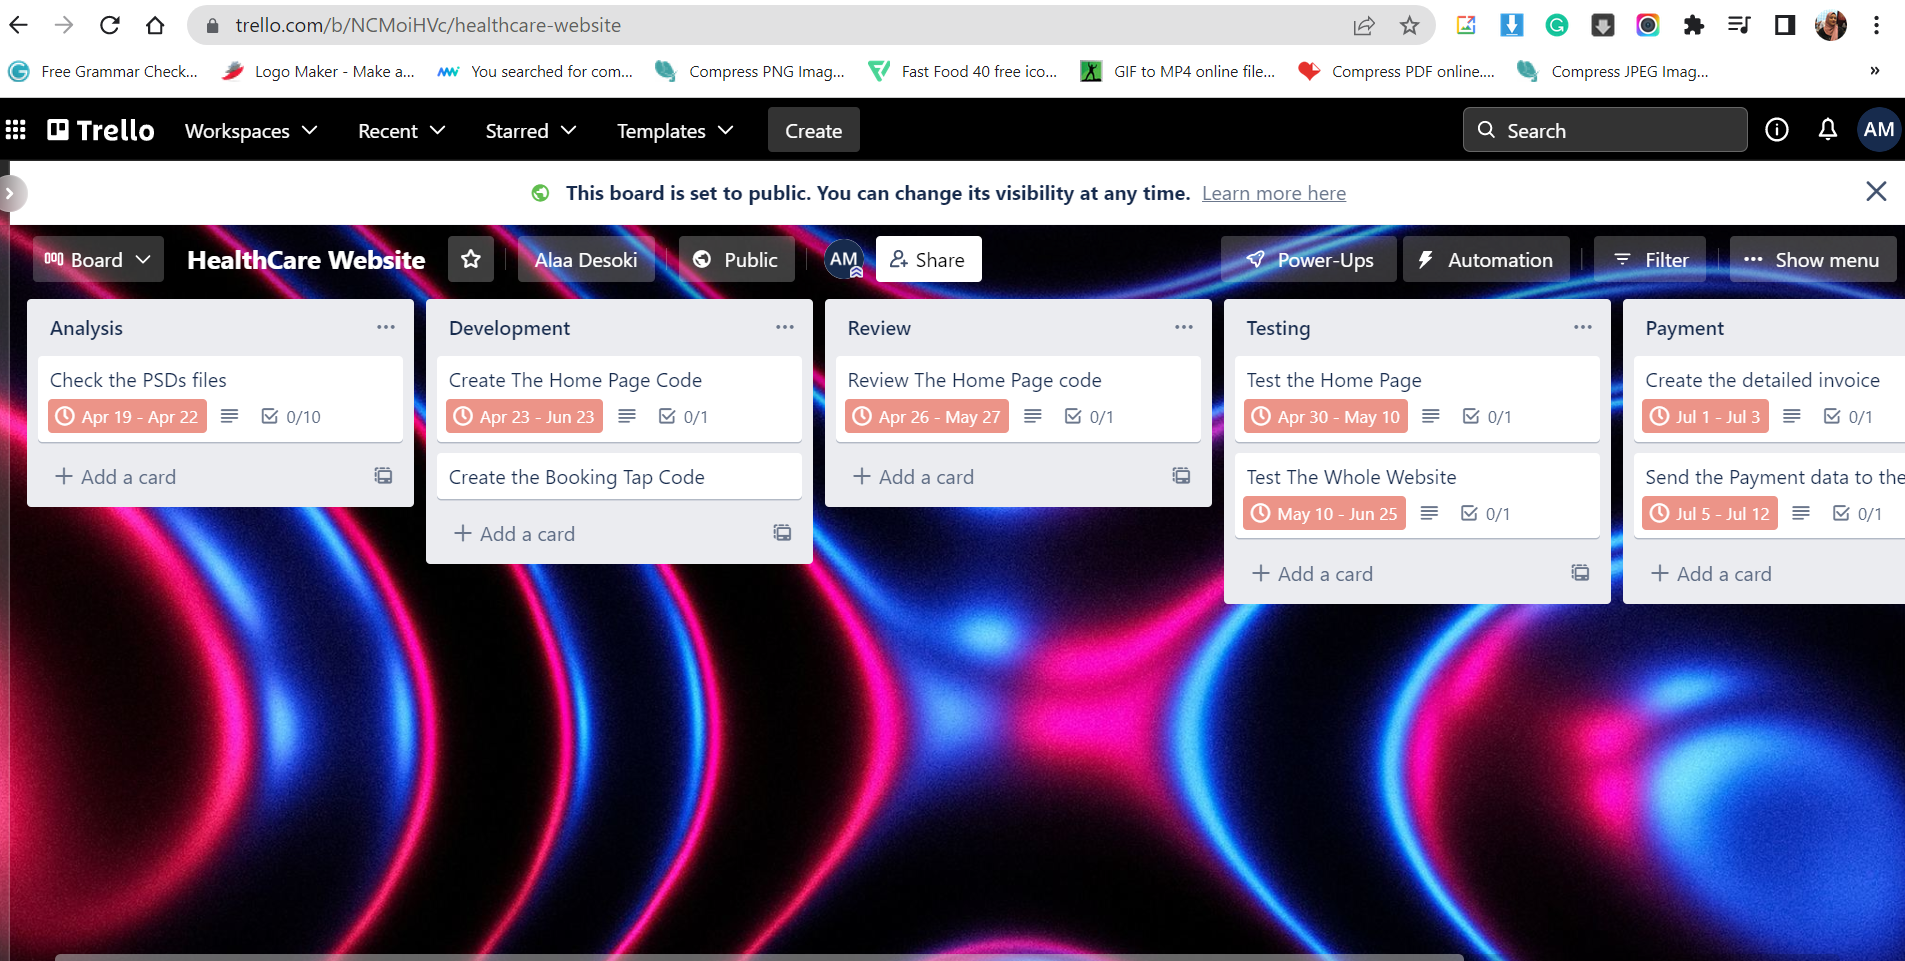 trello.com/b/NCMoiHVc/healthcare-website
Free Grammar Check... Logo Maker - Make a... You searched for com... Compress PNG Imag... Fast Food 40 free ico... GIF to MP4 online file... Compress PDF online.... Compress JPEG Imag... »
Trello Workspaces Recent Starred Templates Create Search AM
This board is set to public. You can change its visibility at any time. Learn more here
Board HealthCare Website Alaa Desoki Public AM Share Power-Ups Automation Filter Show menu
Analysis
Check the PSDs files
Apr 19 - Apr 22 0/10
Add a card
Development
Create The Home Page Code
Apr 23 - Jun 23 0/1
Create the Booking Tap Code
Add a card
Review
Review The Home Page code
Apr 26 - May 27 0/1
Add a card
Testing
Test the Home Page
Apr 30 - May 10 0/1
Test The Whole Website
May 10 - Jun 25 0/1
Add a card
Payment
Create the detailed invoice
Jul 1 - Jul 3 0/1
Send the Payment data to the
Jul 5 - Jul 12 0/1
Add a card